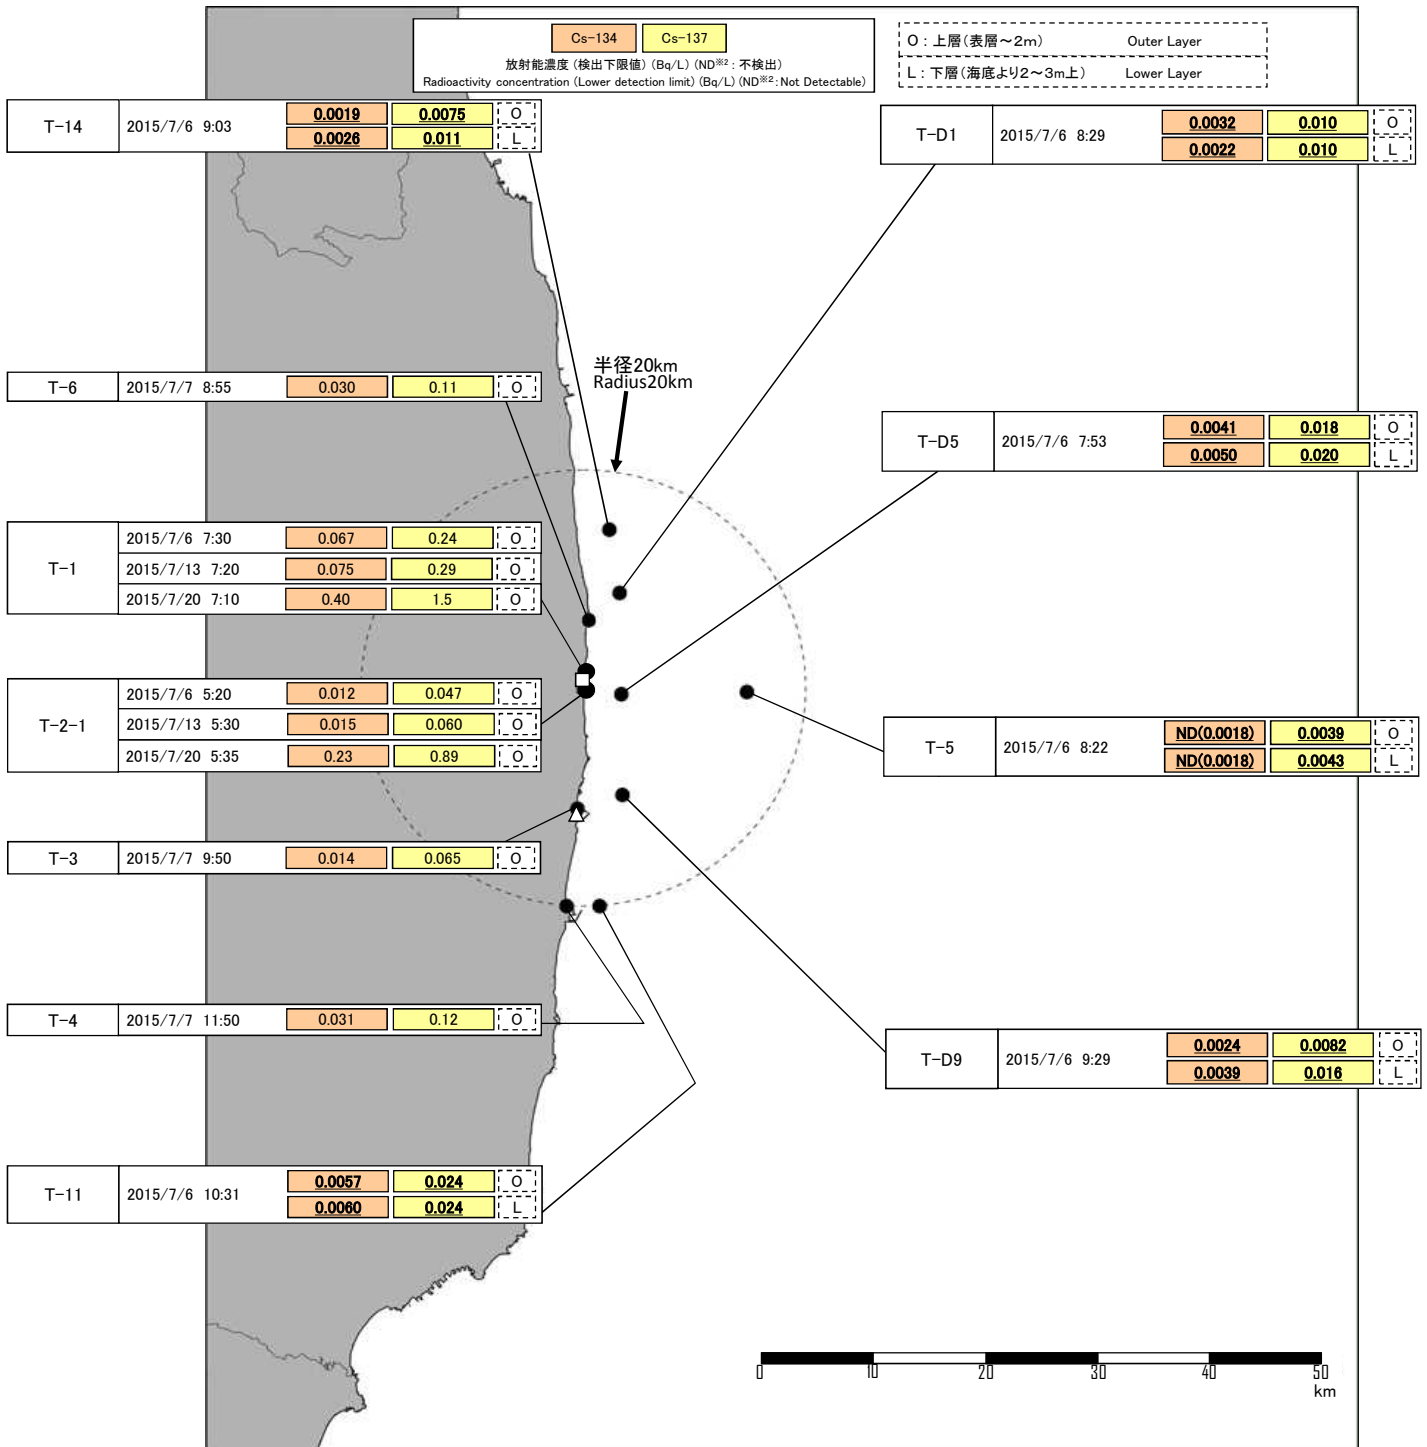 Cs-134 Cs-137
放射能濃度 (検出下限値) (Bq/L) (ND※2 : 不検出)
Radioactivity concentration (Lower detection limit) (Bq/L) (ND※2: Not Detectable)
O : 上層(表層～2m) Outer Layer
L : 下層(海底より2～3m上) Lower Layer
T-14 2015/7/6 9:03
0.0019 0.0075 O
0.0026 0.011 L
T-D1 2015/7/6 8:29
0.0032 0.010 O
0.0022 0.010 L
半径20km
Radius20km
T-6 2015/7/7 8:55 0.030 0.11 O
T-D5 2015/7/6 7:53
0.0041 0.018 O
0.0050 0.020 L
T-1
2015/7/6 7:30 0.067 0.24 O
2015/7/13 7:20 0.075 0.29 O
2015/7/20 7:10 0.40 1.5 O
T-2-1
2015/7/6 5:20 0.012 0.047 O
2015/7/13 5:30 0.015 0.060 O
2015/7/20 5:35 0.23 0.89 O
T-5 2015/7/6 8:22
ND(0.0018) 0.0039 O
ND(0.0018) 0.0043 L
T-3 2015/7/7 9:50 0.014 0.065 O
T-4 2015/7/7 11:50 0.031 0.12 O
T-D9 2015/7/6 9:29
0.0024 0.0082 O
0.0039 0.016 L
T-11 2015/7/6 10:31
0.0057 0.024 O
0.0060 0.024 L
0 10 20 30 40 50
km